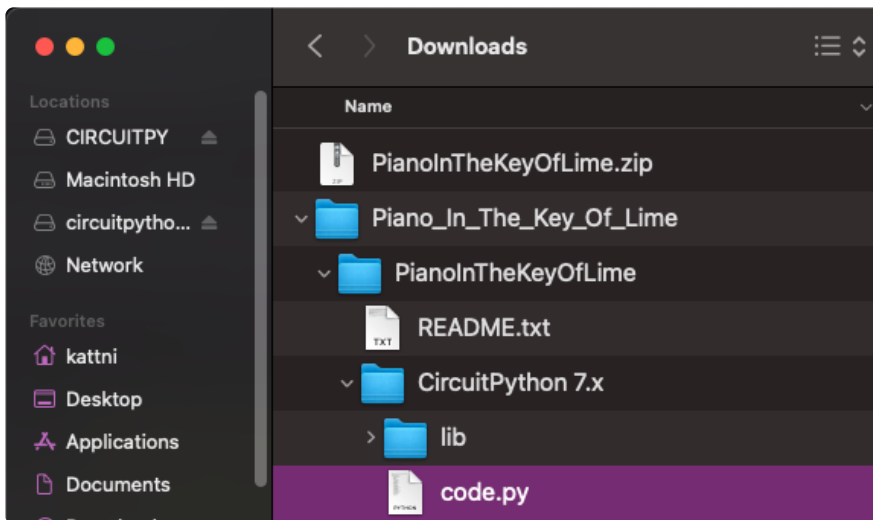 Downloads
Locations
CIRCUITPY
Macintosh HD
circuitpytho...
Network
Favorites
kattni
Desktop
Applications
Documents
Name
PianoInTheKeyOfLime.zip
ZIP
Piano_In_The_Key_Of_Lime
PianoInTheKeyOfLime
README.txt
TXT
CircuitPython 7.x
lib
code.py
PYTHON